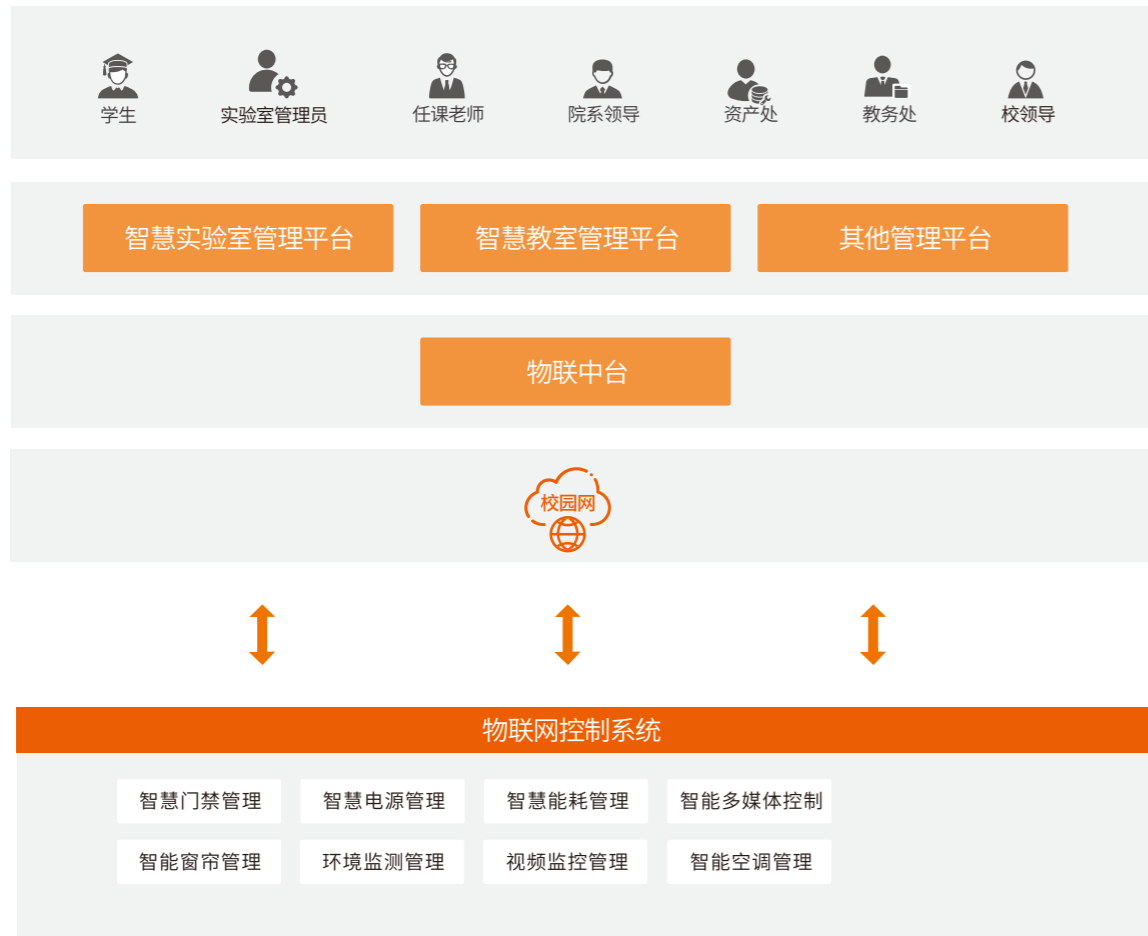 学生 实验室管理员 任课老师 院系领导 资产处 教务处 校领导
智慧实验室管理平台 智慧教室管理平台 其他管理平台
物联中台
校园网
物联网控制系统
智慧门禁管理 智慧电源管理 智慧能耗管理 智能多媒体控制
智能窗帘管理 环境监测管理 视频监控管理 智能空调管理